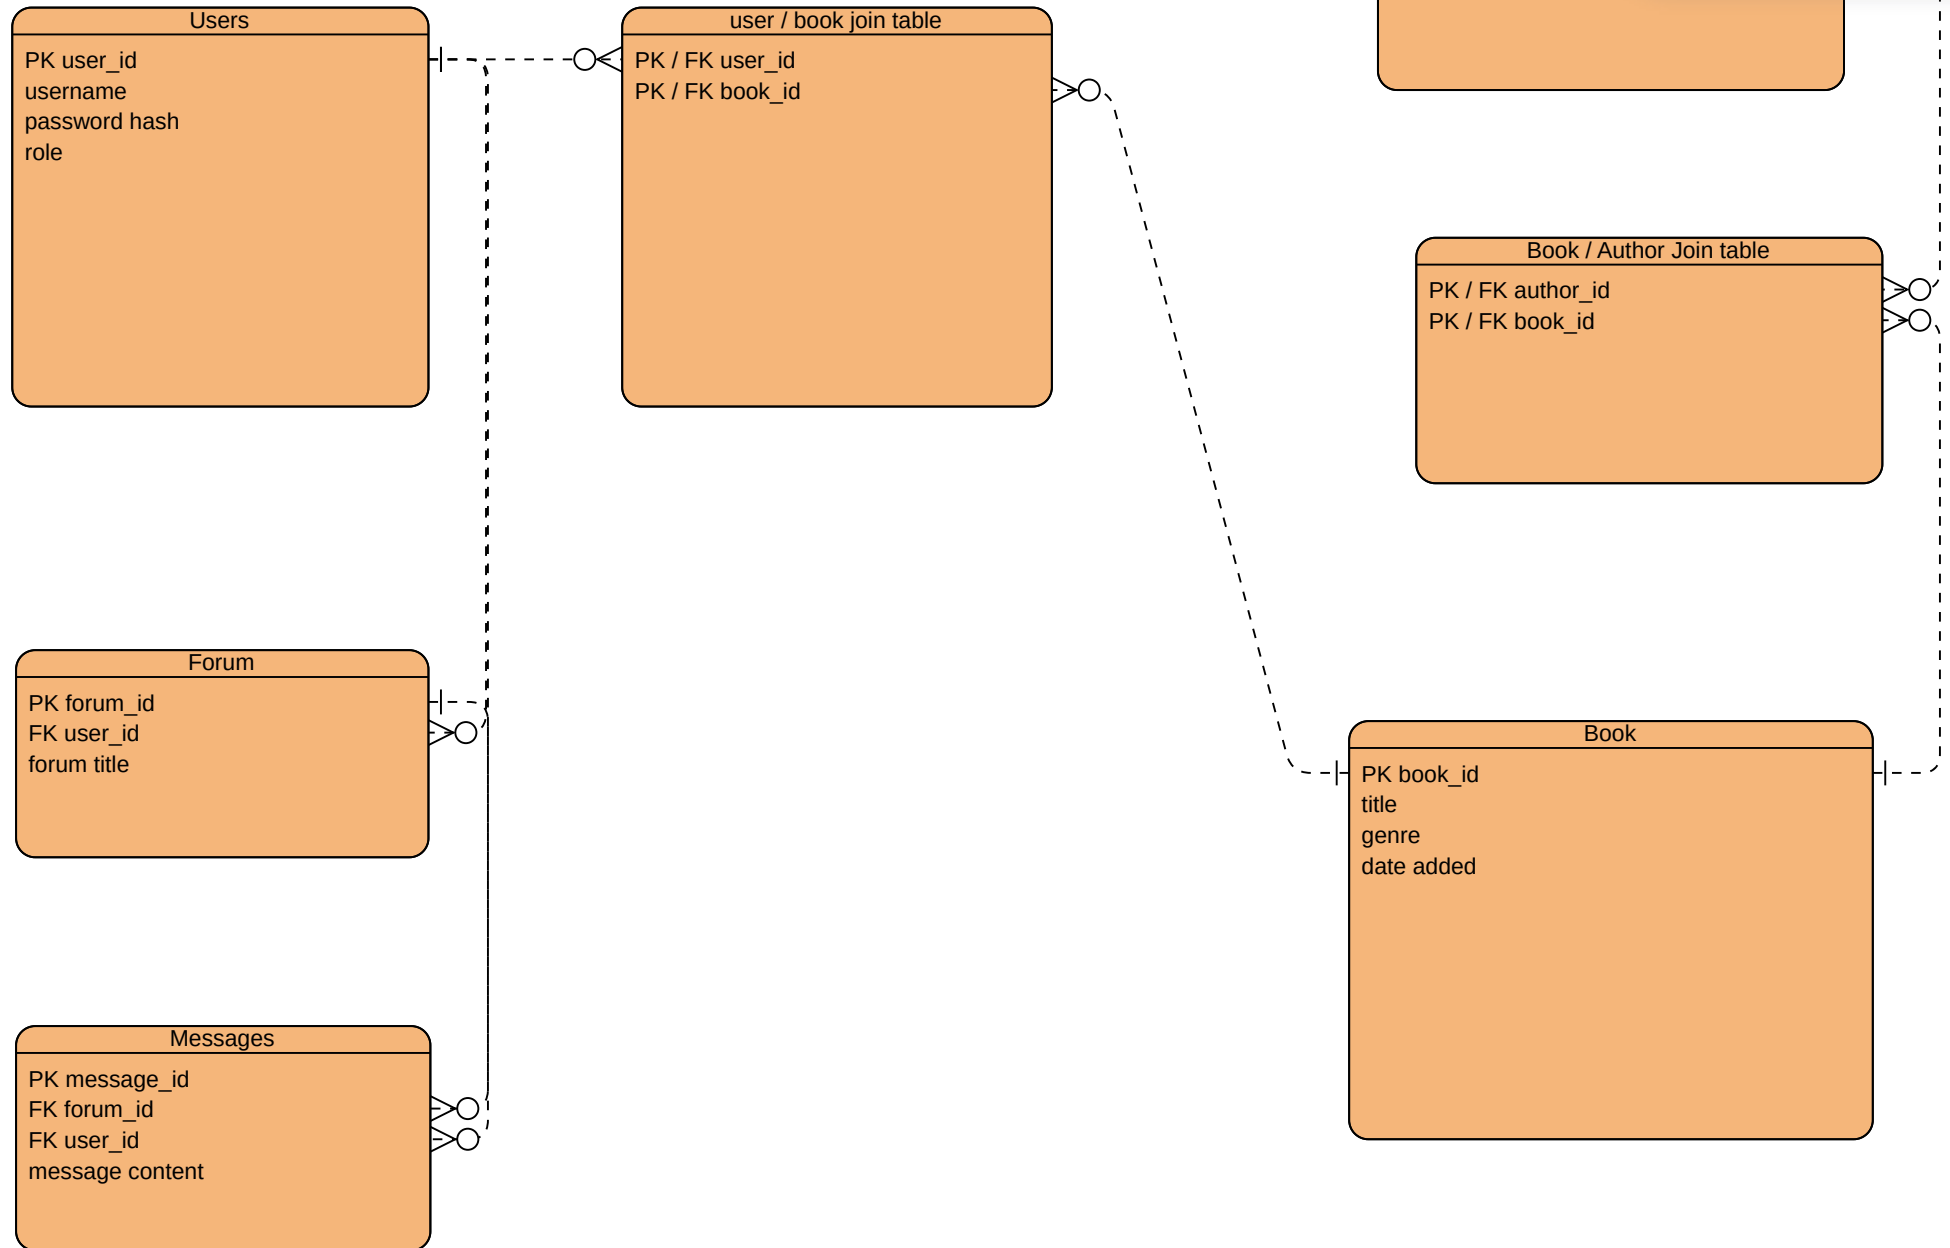 Users
PK user_id
username
password hash
role
user / book join table
PK / FK user_id
PK / FK book_id
Book / Author Join table
PK / FK author_id
PK / FK book_id
Forum
PK forum_id
FK user_id
forum title
Book
PK book_id
title
genre
date added
Messages
PK message_id
FK forum_id
FK user_id
message content